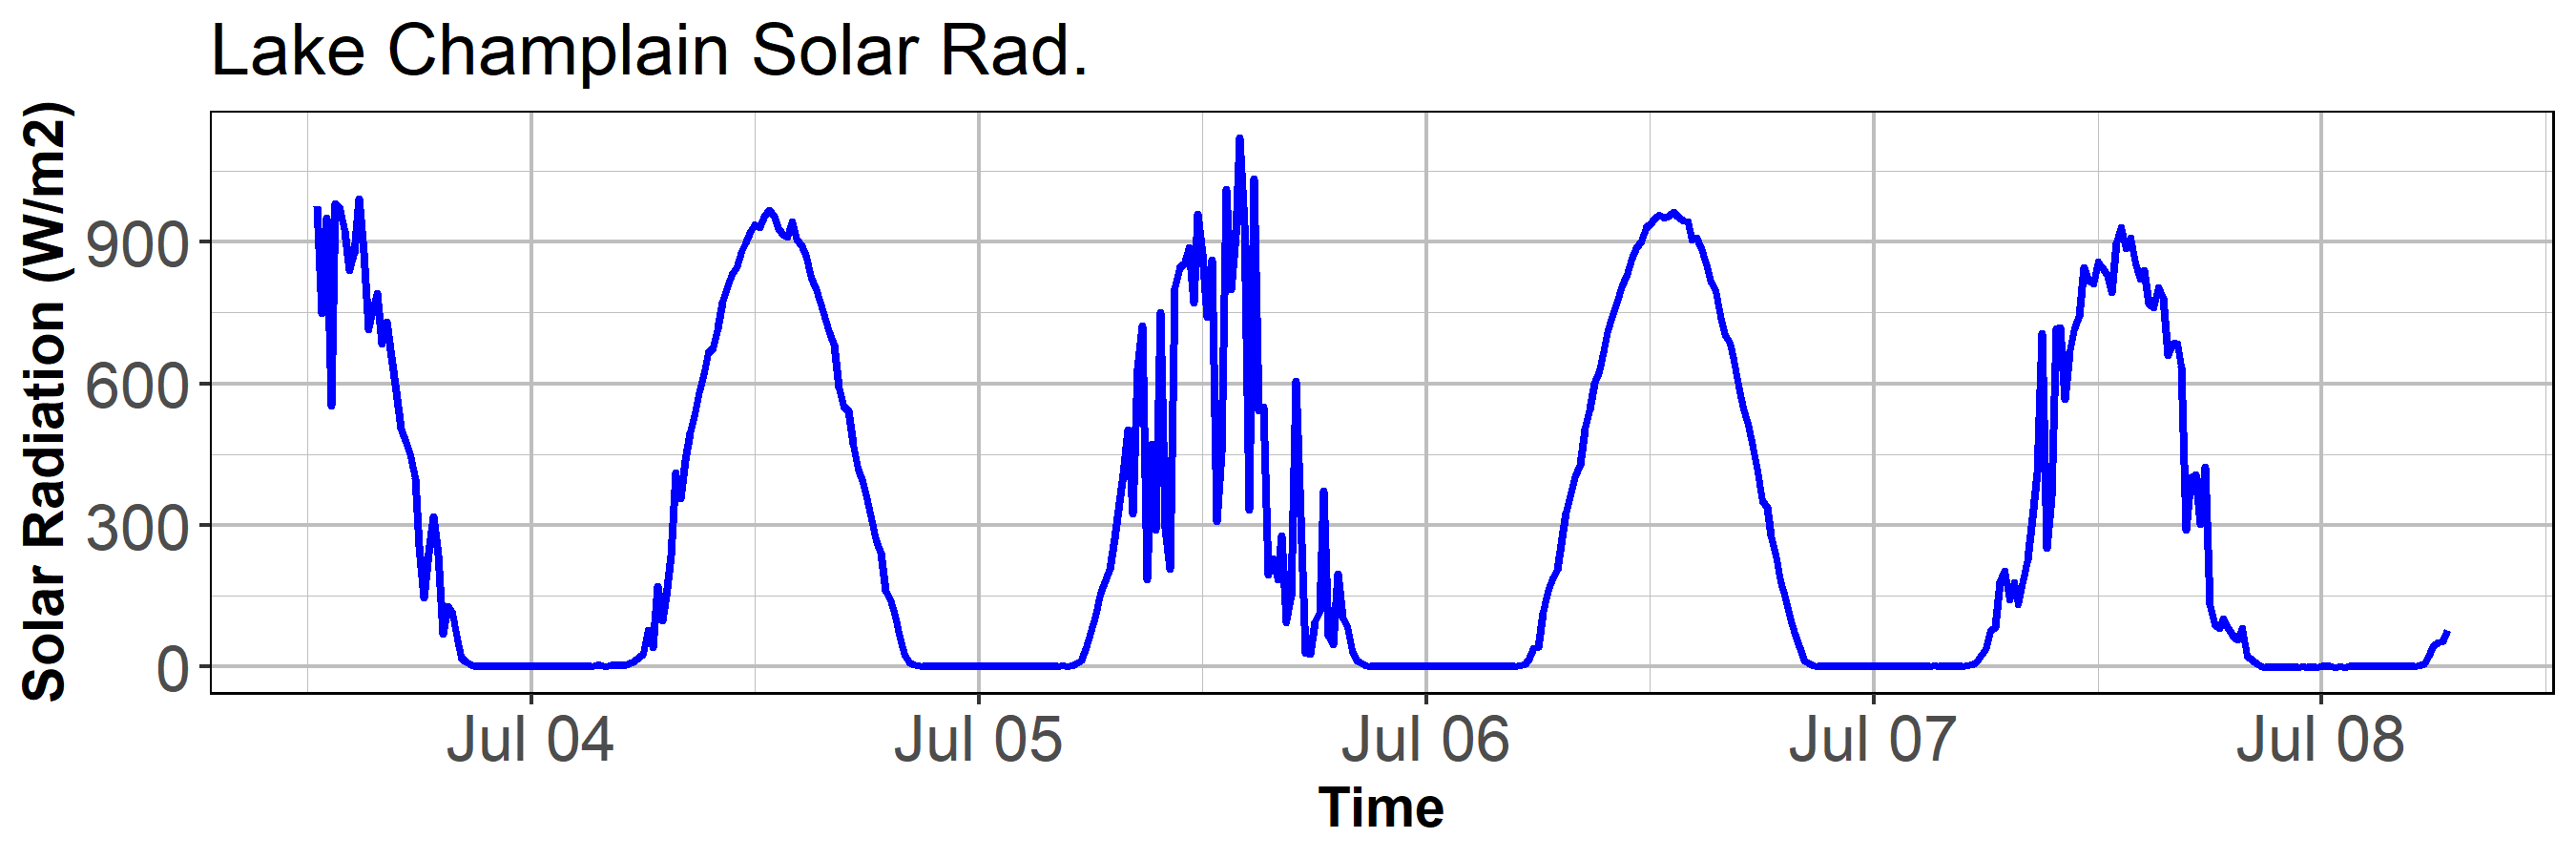 Lake Champlain Solar Rad.
Solar Radiation (W/m2)
900
600
300
0
Jul 04 Jul 05 Jul 06 Jul 07 Jul 08
Time